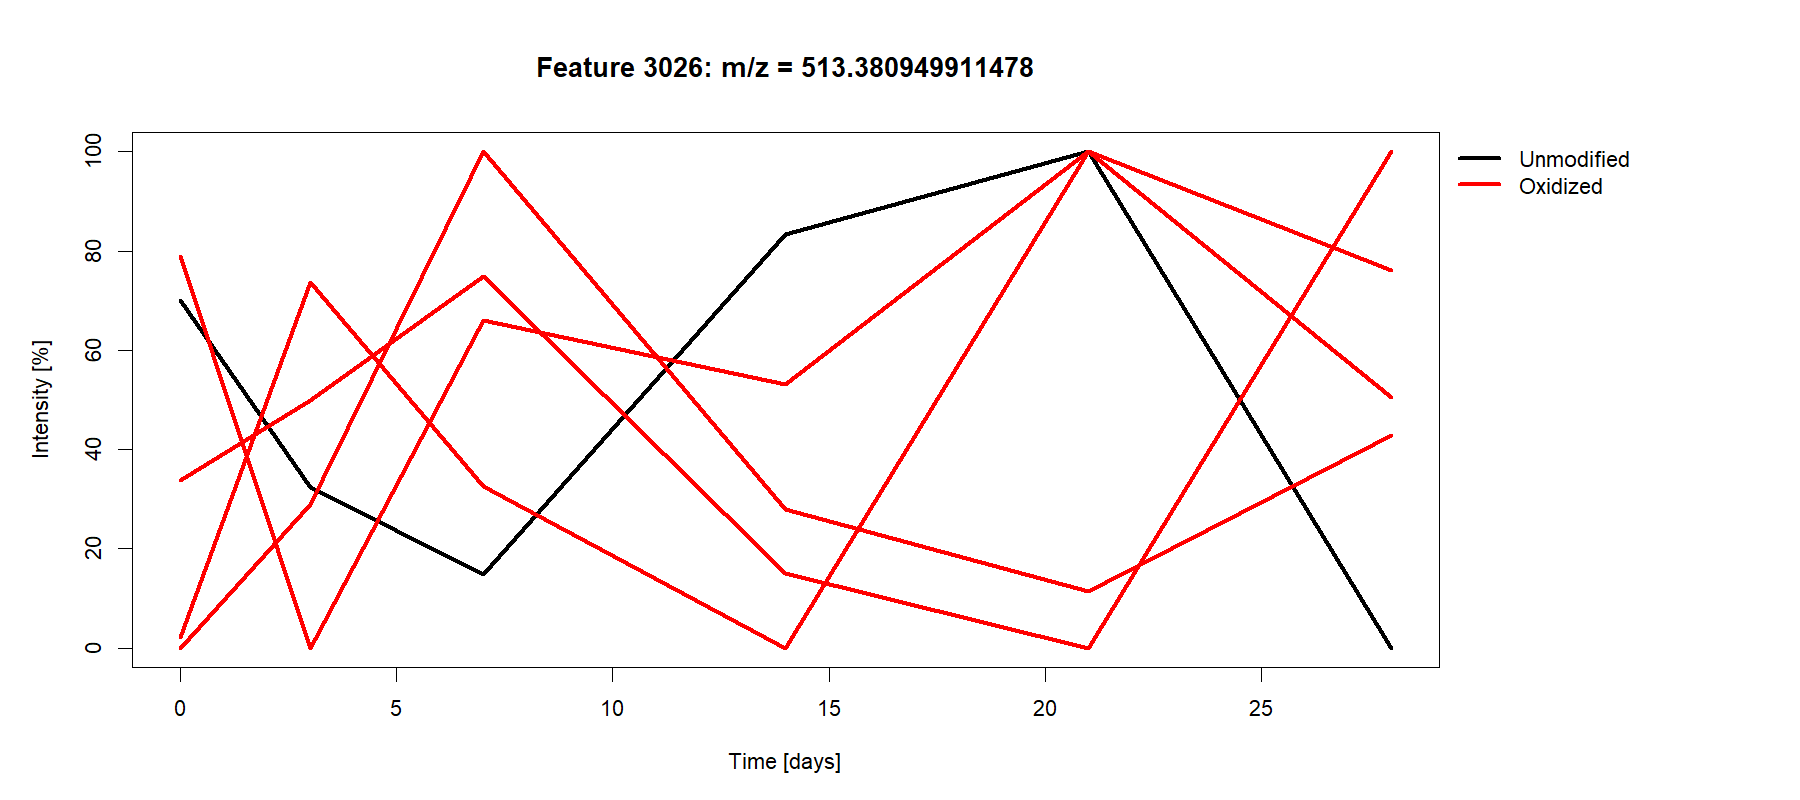 Feature 3026: m/z = 513.380949911478
Unmodified
Oxidized
Intensity [%]
100
80
60
40
20
0
0 5 10 15 20 25
Time [days]